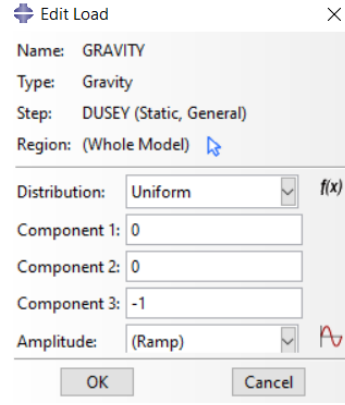 Edit Load
Name: GRAVITY
Type: Gravity
Step: DUSEY (Static, General)
Region: (Whole Model)
Distribution: Uniform f(x)
Component 1: 0
Component 2: 0
Component 3: -1
Amplitude: (Ramp)
OK Cancel